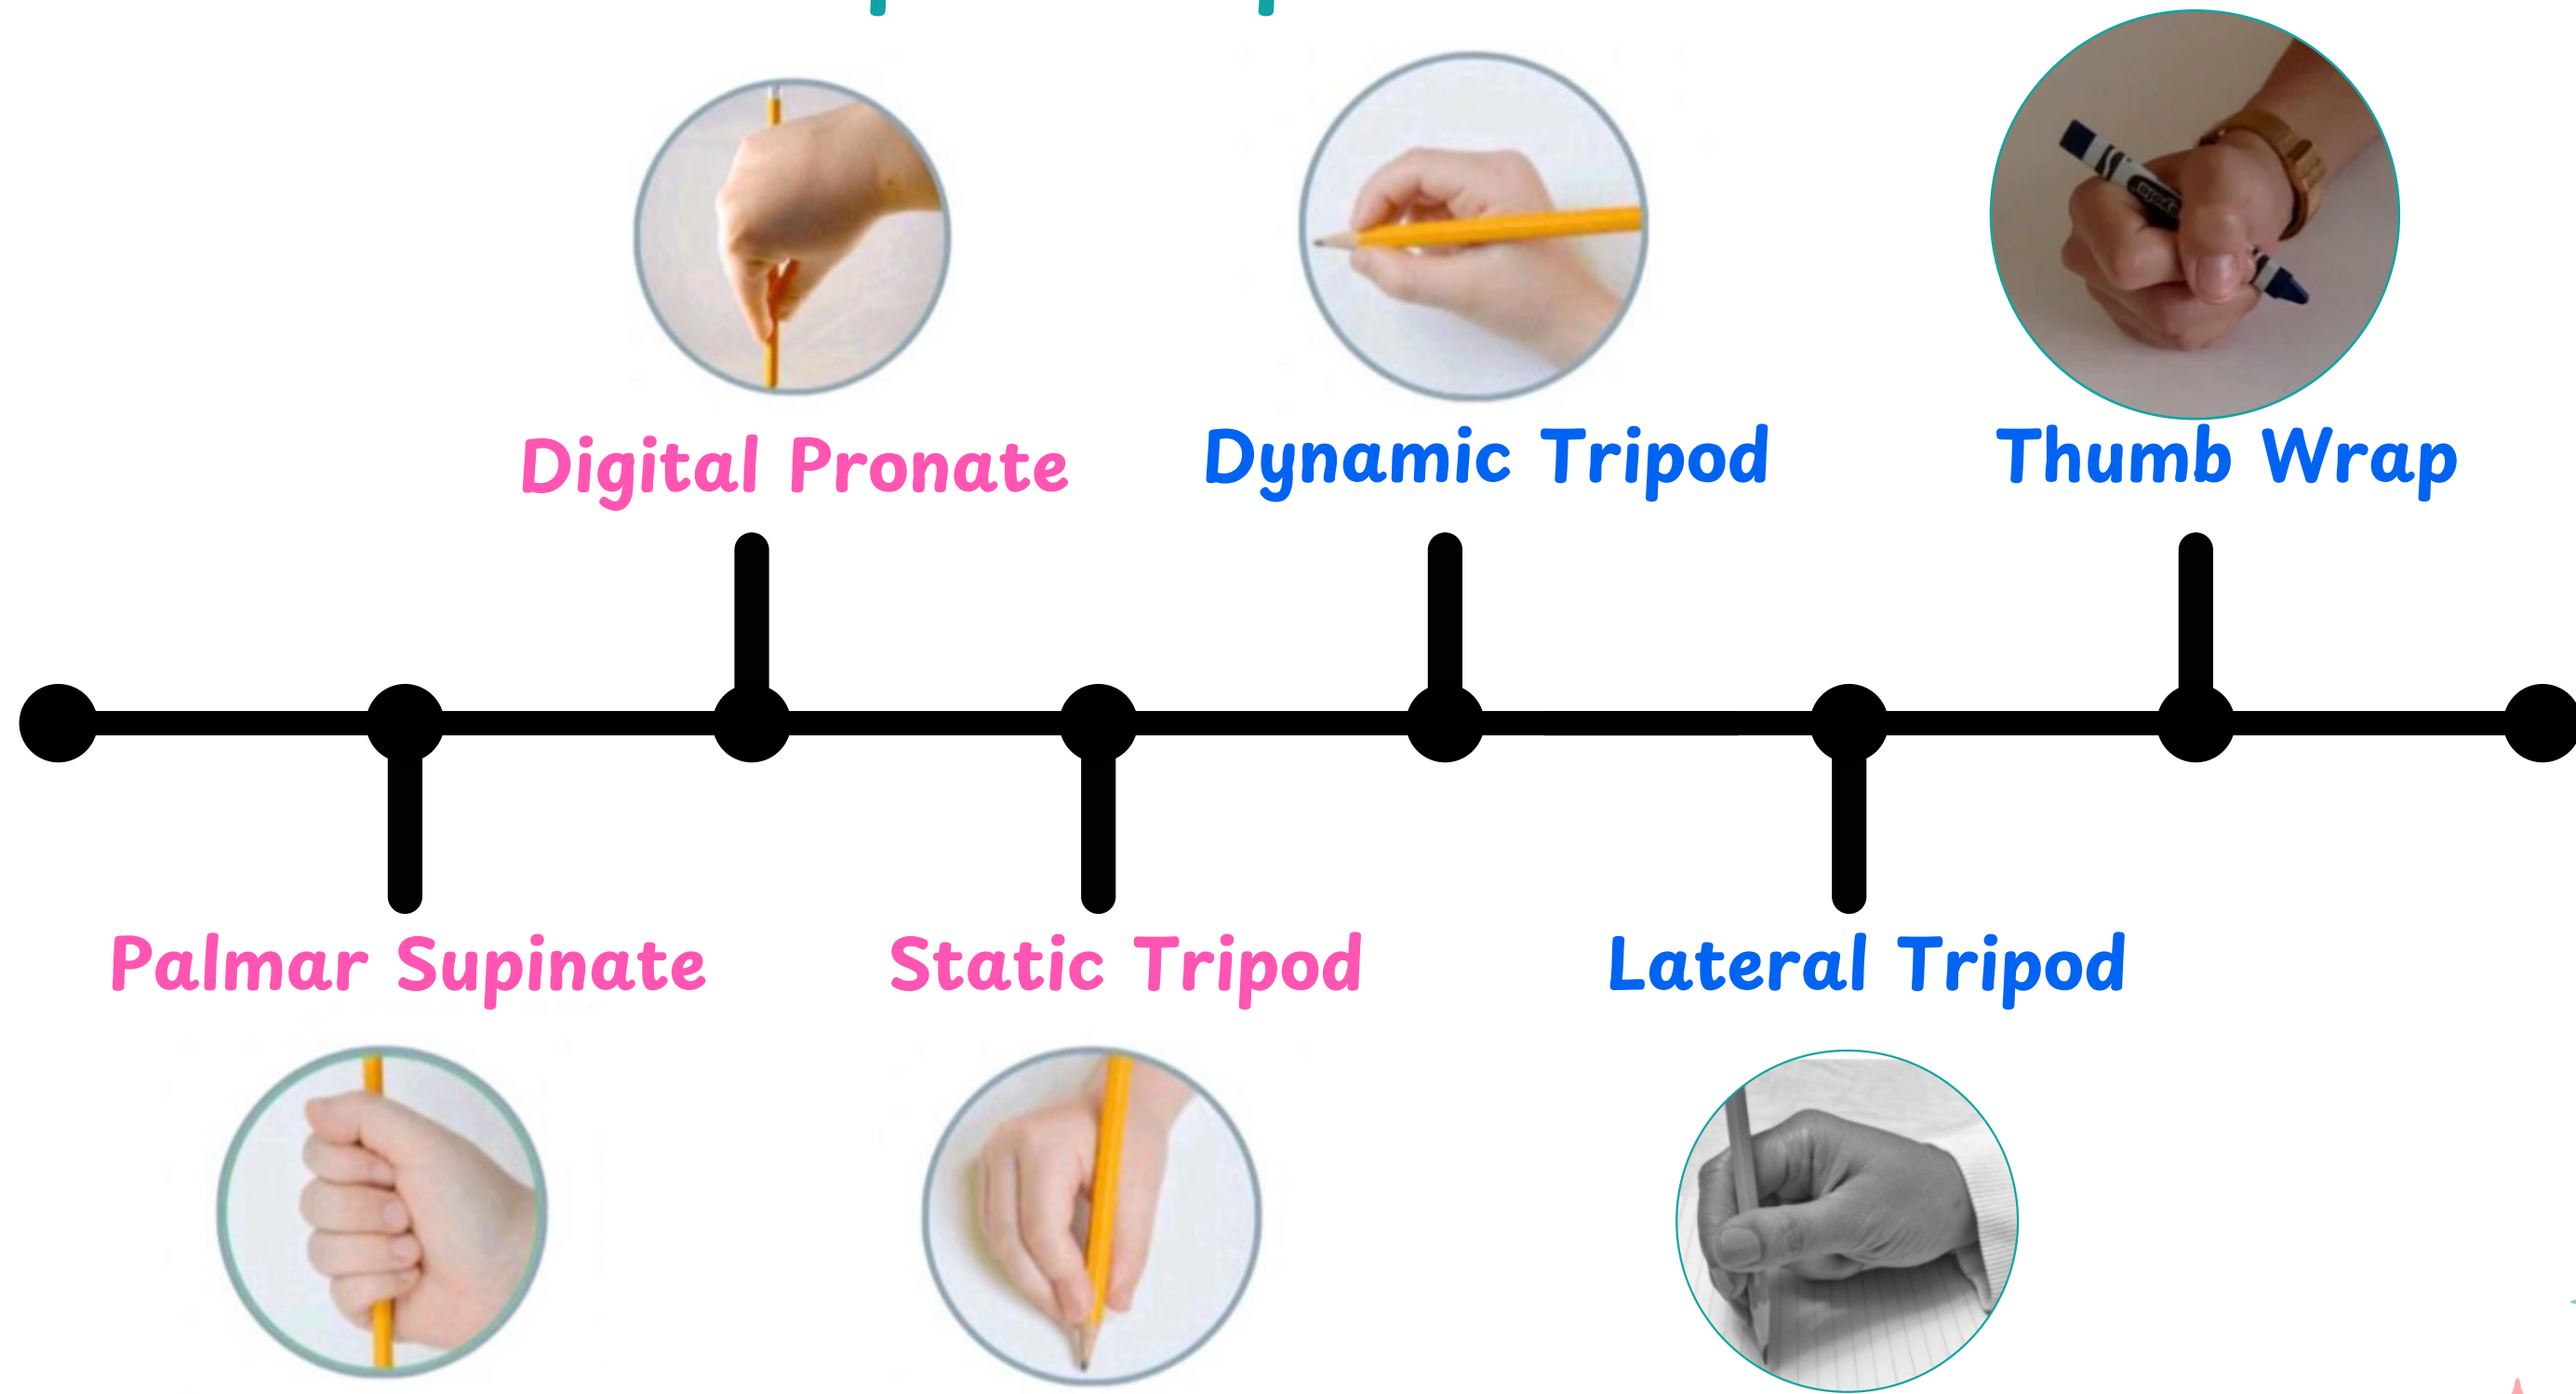 Digital Pronate
Dynamic Tripod
Thumb Wrap
Palmar Supinate
Static Tripod
Lateral Tripod